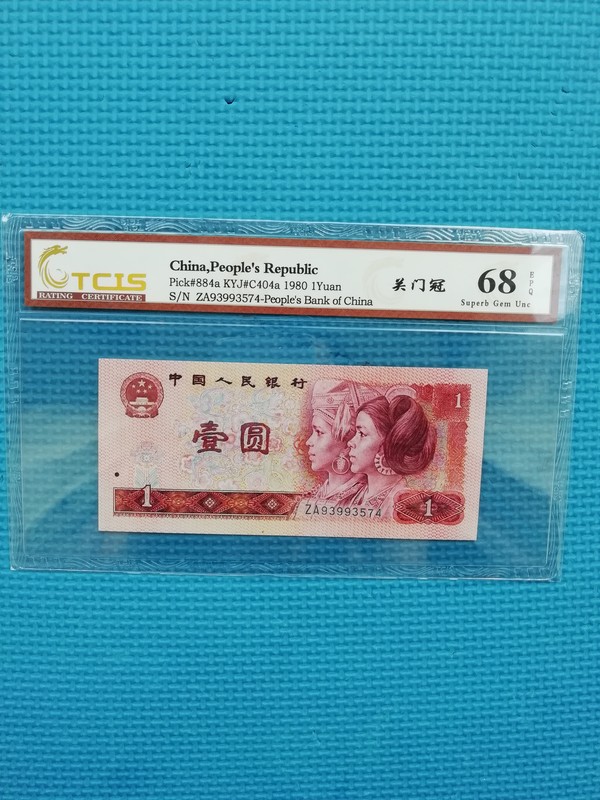 TCIS
RATING CERTIFICATE
China,People's Republic
Pick#884a KYJ#C404a 1980 1Yuan
S/N ZA93993574-People's Bank of China
关门冠
68
EPQ
Superb Gem Unc
中国人民银行
1
壹圆
1
ZA93993574
1